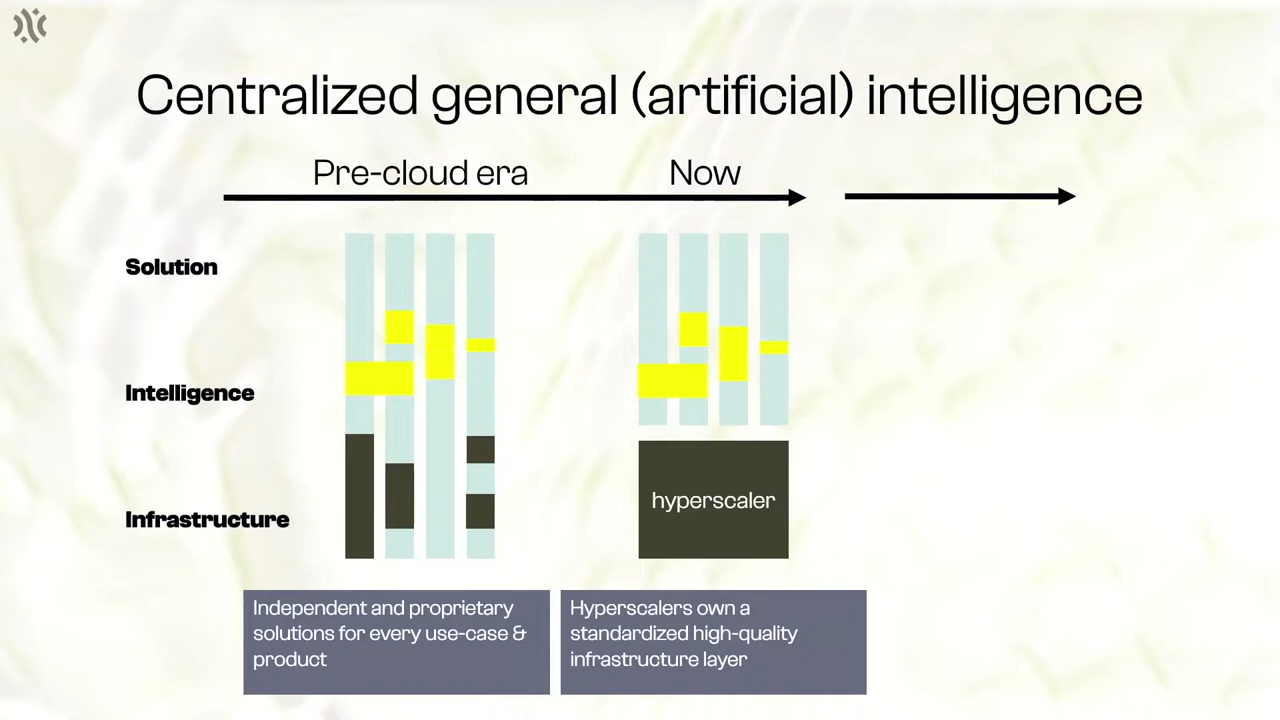 Centralized general (artificial) intelligence
Pre-cloud era
Now
Solution
Intelligence
Infrastructure
hyperscaler
Independent and proprietary
solutions for every use-case &
product
Hyperscalers own a
standardized high-quality
infrastructure layer